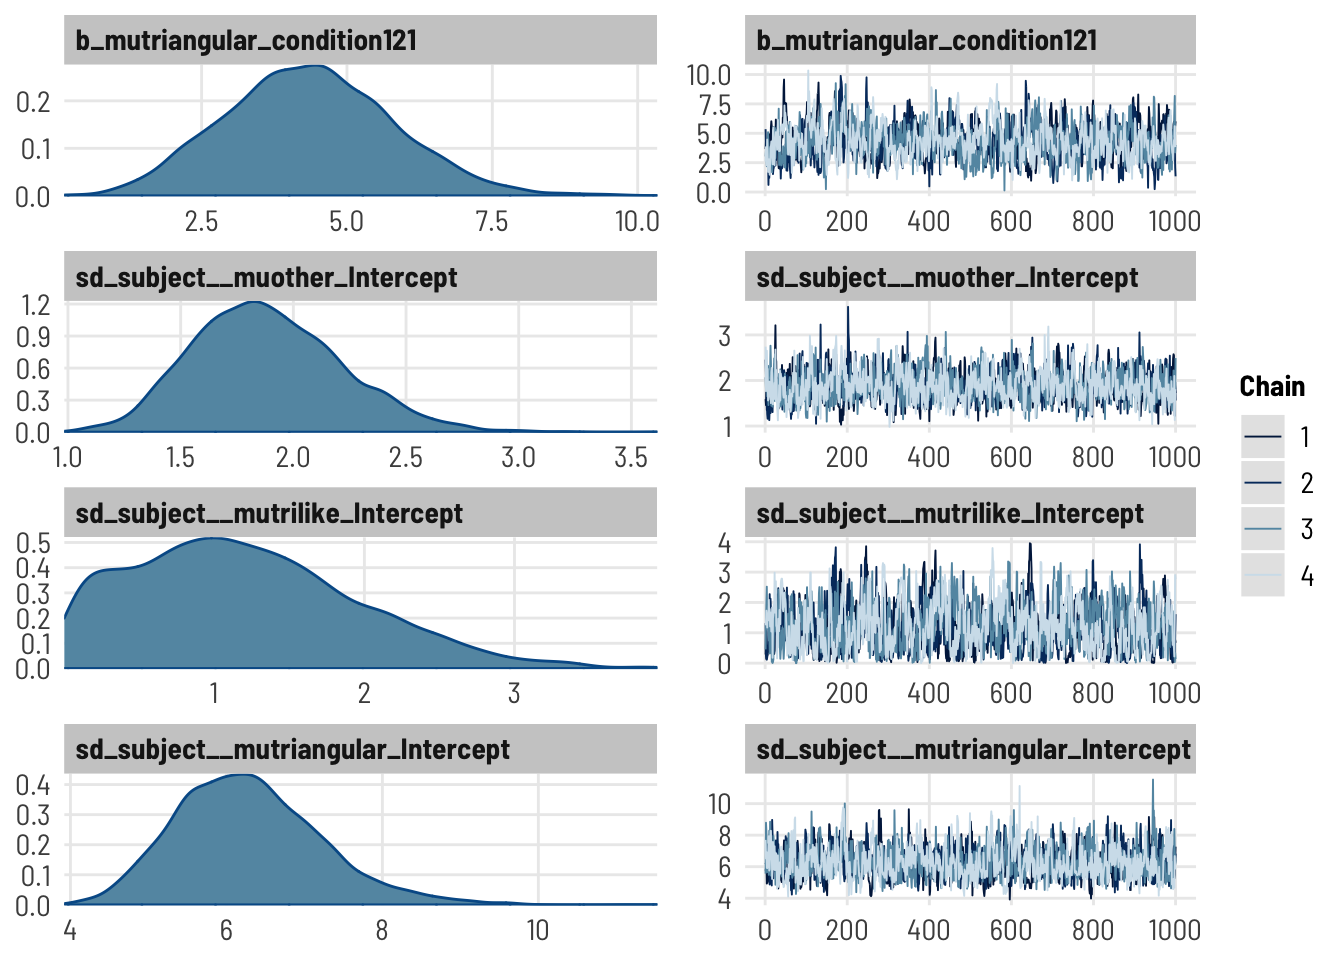 b_mutriangular_condition121
0.2
0.1
0.0
2.5 5.0 7.5 10.0
b_mutriangular_condition121
10.0
7.5
5.0
2.5
0.0
0 200 400 600 800 1000
sd_subject__muother_Intercept
1.2
0.9
0.6
0.3
0.0
1.0 1.5 2.0 2.5 3.0 3.5
sd_subject__muother_Intercept
3
2
1
0 200 400 600 800 1000
sd_subject__mutrilike_Intercept
0.5
0.4
0.3
0.2
0.1
0.0
1 2 3
sd_subject__mutrilike_Intercept
4
3
2
1
0
0 200 400 600 800 1000
sd_subject__mutriangular_Intercept
0.4
0.3
0.2
0.1
0.0
4 6 8 10
sd_subject__mutriangular_Intercept
10
8
6
4
0 200 400 600 800 1000
Chain
1
2
3
4